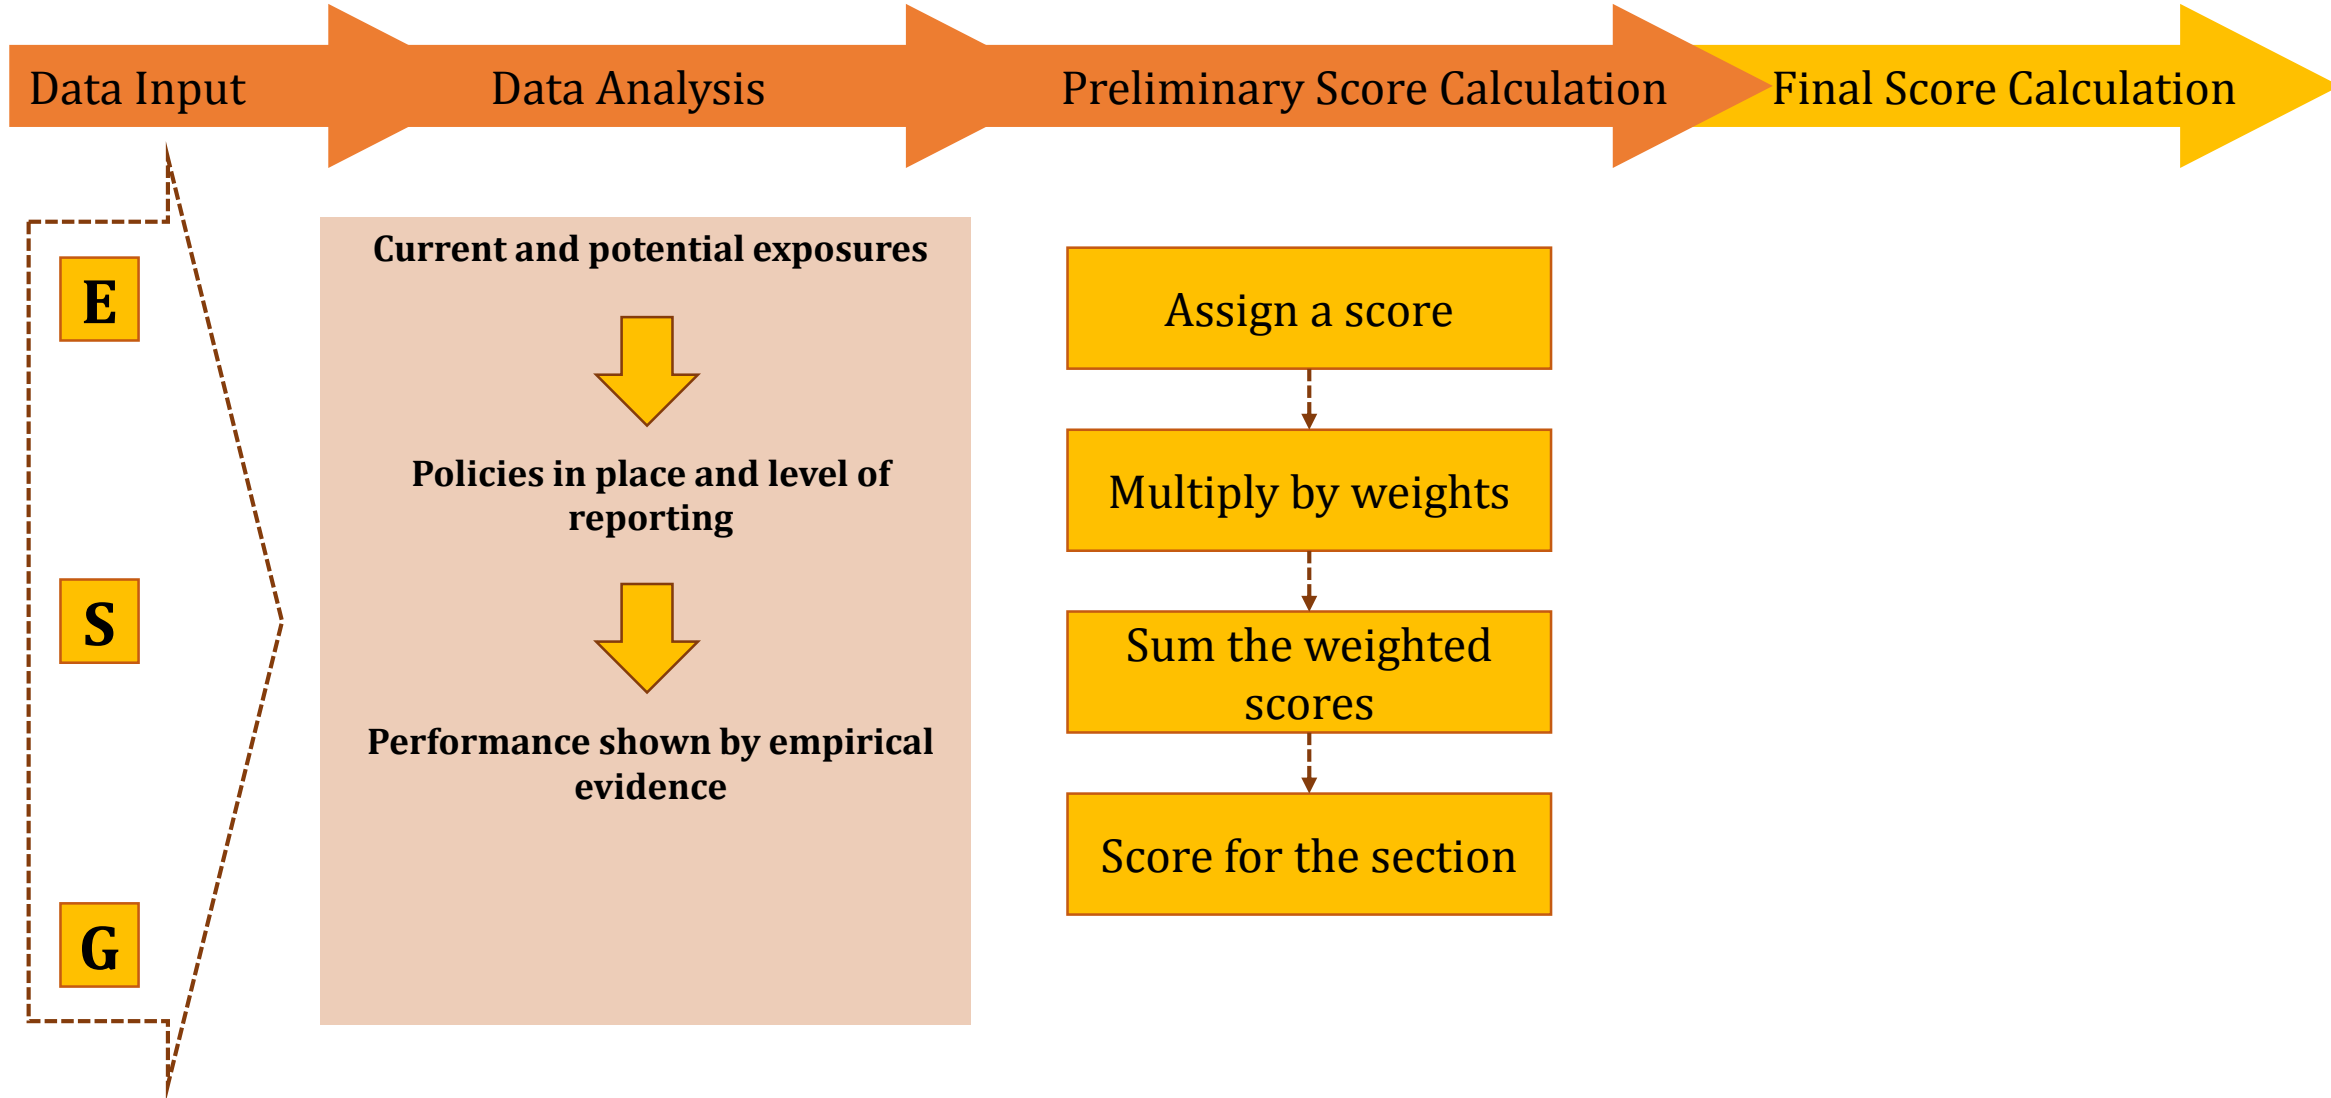 Data Input
Data Analysis
Preliminary Score Calculation
Final Score Calculation
E
S
G
Current and potential exposures
Policies in place and level of
reporting
Performance shown by empirical
evidence
Assign a score
Multiply by weights
Sum the weighted
scores
Score for the section